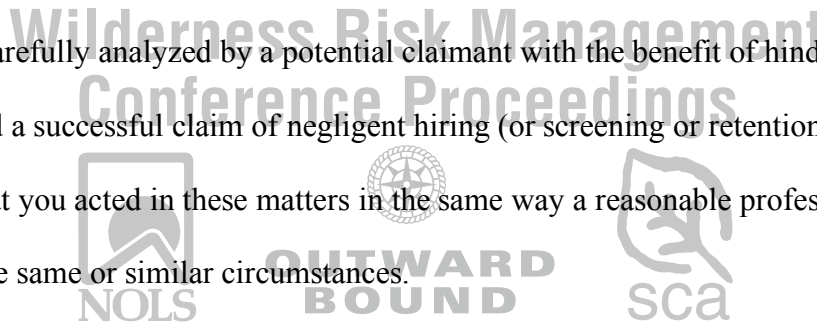 Wilderness Risk Management
arefully analyzed by a potential claimant with the benefit of hind
Conference Proceedings
d a successful claim of negligent hiring (or screening or retention
at you acted in these matters in the same way a reasonable profes
e same or similar circumstances.
OUTWARD
BOUND
NOLS
sca